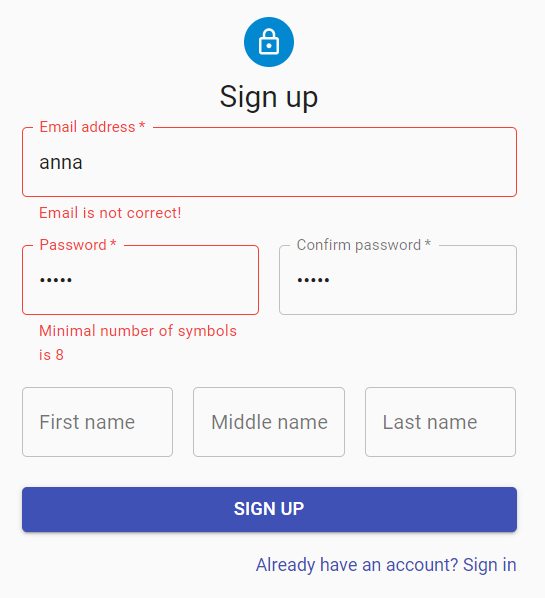 Sign up
Email address *
anna
Email is not correct!
Password *
Confirm password *
•••••
•••••
Minimal number of symbols
is 8
First name
Middle name
Last name
SIGN UP
Already have an account? Sign in